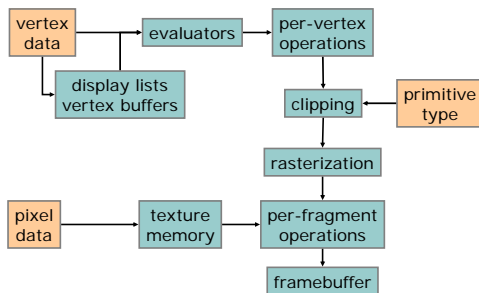 vertex
data
evaluators
per-vertex
operations
display lists
vertex buffers
clipping
primitive
type
rasterization
pixel
data
texture
memory
per-fragment
operations
framebuffer